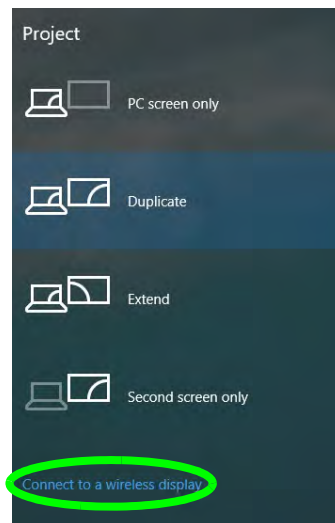 Project
PC screen only
Duplicate
Extend
Second screen only
Connect to a wireless display